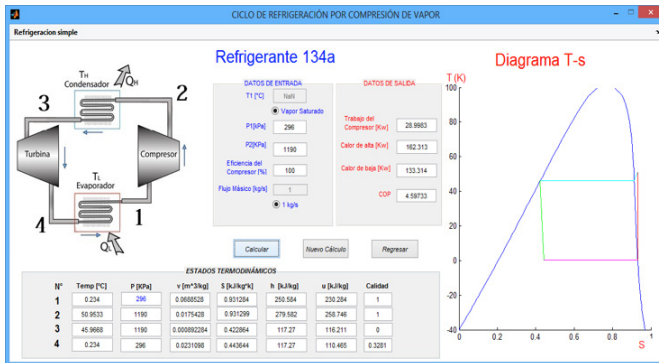 CICLO DE REFRIGERACIÓN POR COMPRESIÓN DE VAPOR
Refrigeracion simple
Refrigerante 134a
Diagrama T-s
T_H
Condensador
Q_H
3
2
Turbina
Compresor
T_L
Evaporador
4
1
Q_L
DATOS DE ENTRADA
T1 [°C] NaN
Vapor Saturado
P1[kPa] 296
P2[KPa] 1190
Eficiencia del
Compresor [%] 100
Flujo Másico [kg/s] 1
1 kg/s
DATOS DE SALIDA
Trabajo del
Compresor [Kw] 28.9983
Calor de alta [Kw] 162.313
Calor de baja [Kw] 133.314
COP 4.59733
Calcular Nuevo Cálculo Regresar
T (K)
100
80
60
40
20
0
-20
-40
0 0.2 0.4 0.6 0.8 1
S
ESTADOS TERMODINÁMICOS
N° Temp [°C] P [KPa] v [m^3/kg] S [kJ/kg*k] h [kJ/kg] u [kJ/kg] Calidad
1 0.234 296 0.0688528 0.931284 250.584 230.284 1
2 50.9533 1190 0.0175428 0.931299 279.582 258.746 1
3 45.9668 1190 0.000892284 0.422864 117.27 116.211 0
4 0.234 296 0.0231098 0.443644 117.27 110.465 0.3281